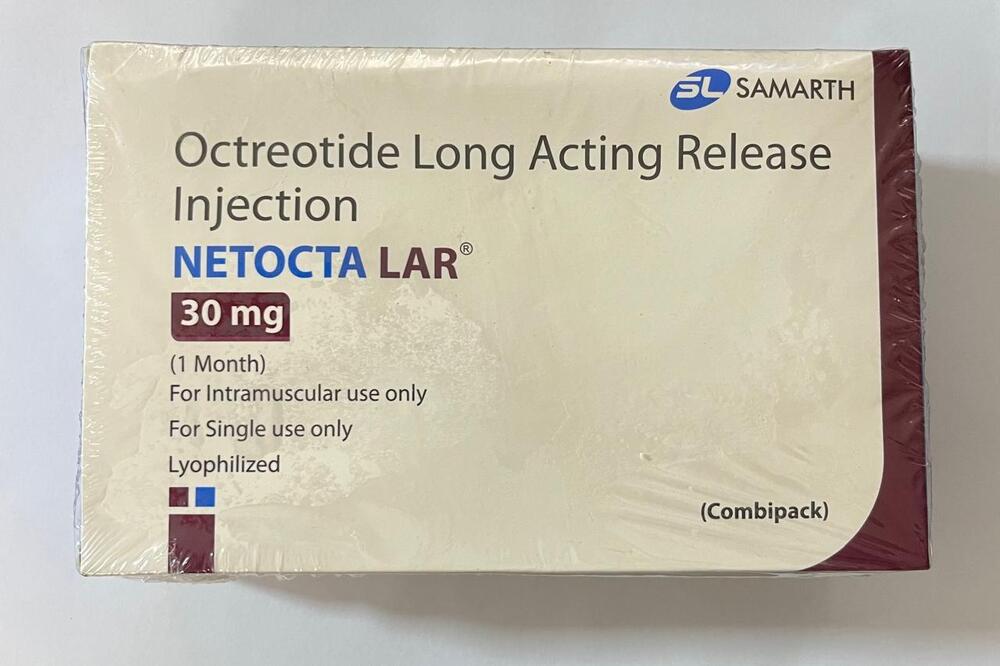 SL SAMARTH
Octreotide Long Acting Release
Injection
NETOCTA LAR®
30 mg
(1 Month)
For Intramuscular use only
For Single use only
Lyophilized
(Combipack)